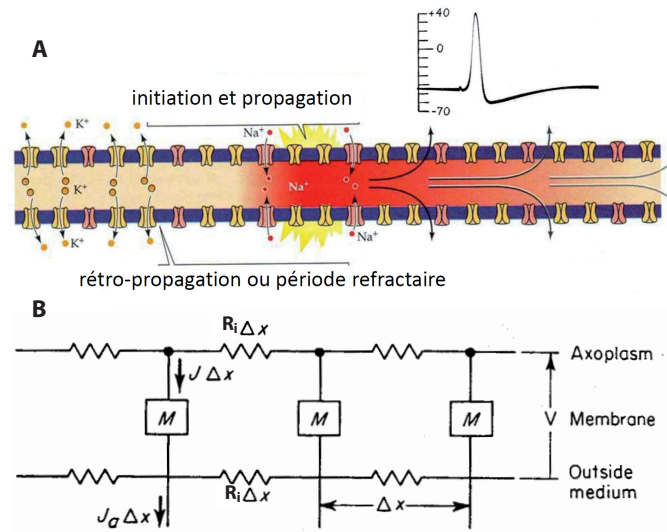 A
+40
0
-70
initiation et propagation
K⁺
K⁺
K⁺
Na⁺
Na⁺
Na⁺
rétro-propagation ou période refractaire
B
RᵢΔx
Axoplasm
JΔx
M
M
M
V
Membrane
RᵢΔx
Δx
Outside
medium
JₐΔx